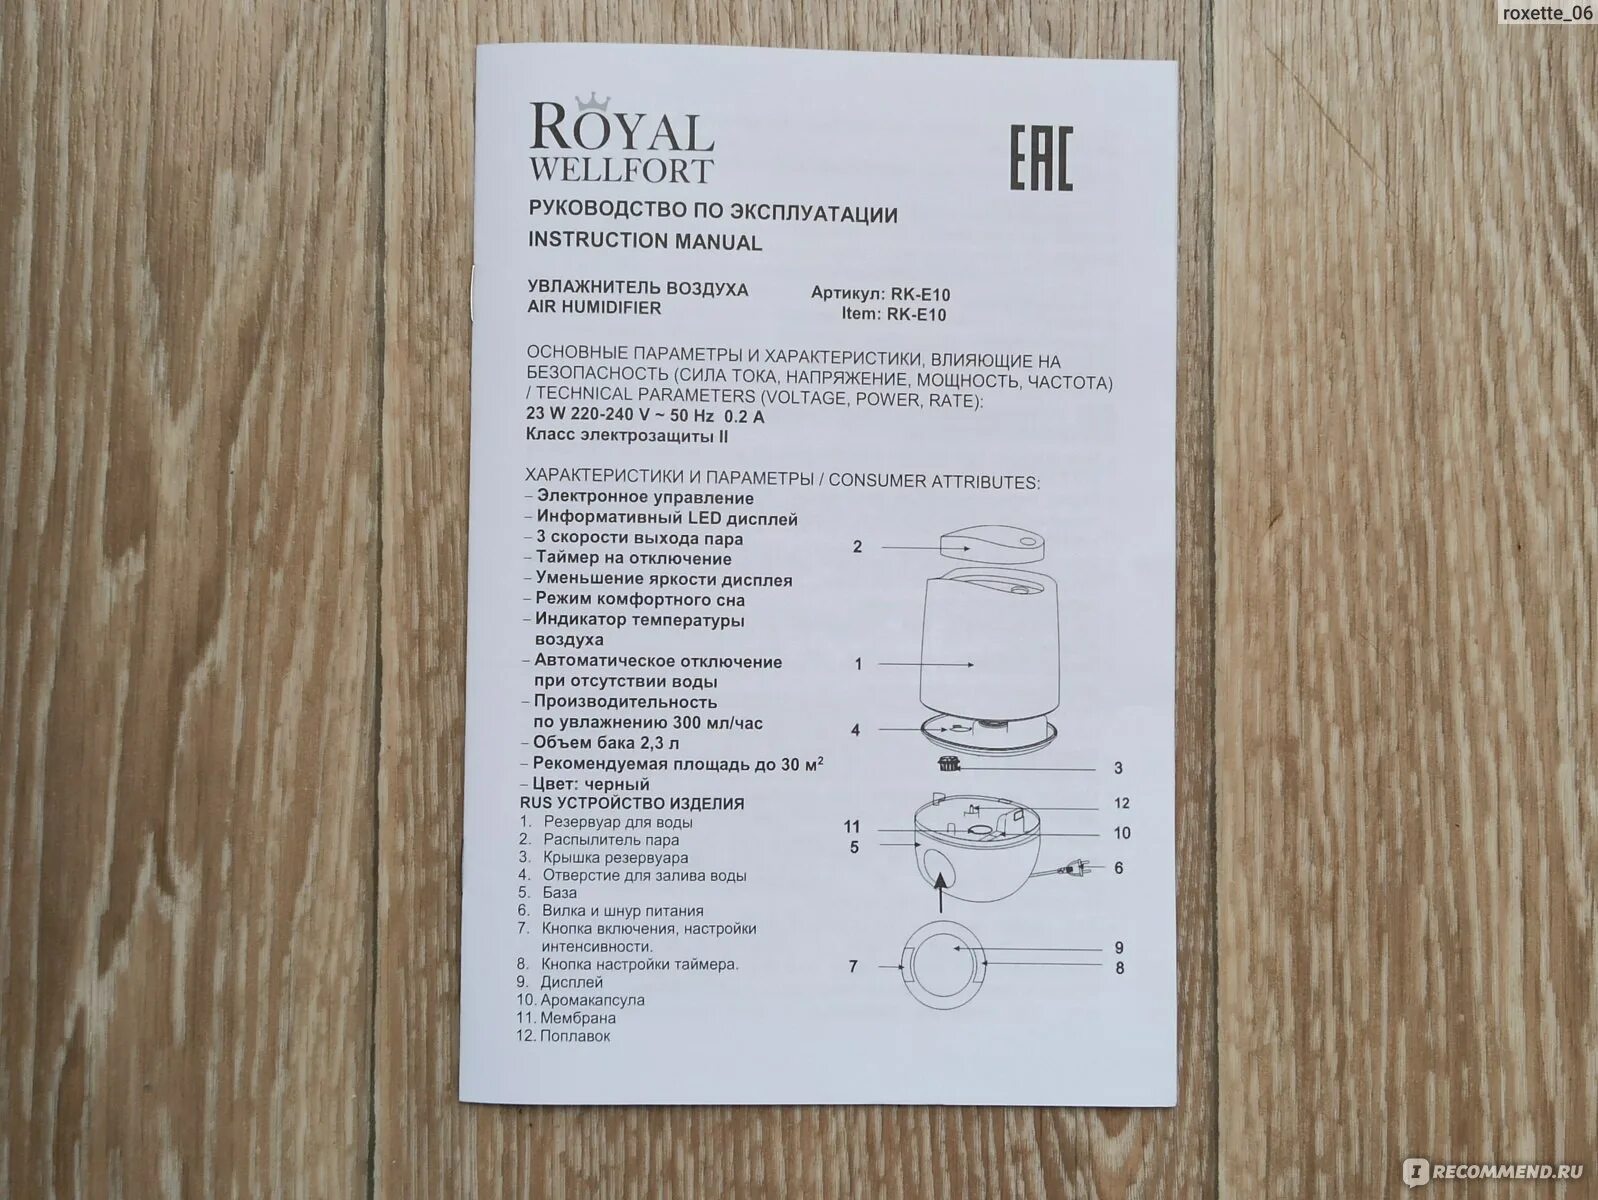 roxette_06
ROYAL
WELLFORT
EAC
РУКОВОДСТВО ПО ЭКСПЛУАТАЦИИ
INSTRUCTION MANUAL
УВЛАЖНИТЕЛЬ ВОЗДУХА
AIR HUMIDIFIER
Артикул: RK-E10
Item: RK-E10
ОСНОВНЫЕ ПАРАМЕТРЫ И ХАРАКТЕРИСТИКИ, ВЛИЯЮЩИЕ НА
БЕЗОПАСНОСТЬ (СИЛА ТОКА, НАПРЯЖЕНИЕ, МОЩНОСТЬ, ЧАСТОТА)
/ TECHNICAL PARAMETERS (VOLTAGE, POWER, RATE):
23 W 220-240 V ~ 50 Hz 0.2 A
Класс электрозащиты II
ХАРАКТЕРИСТИКИ И ПАРАМЕТРЫ / CONSUMER ATTRIBUTES:
– Электронное управление
– Информативный LED дисплей
– 3 скорости выхода пара
– Таймер на отключение
– Уменьшение яркости дисплея
– Режим комфортного сна
– Индикатор температуры
воздуха
– Автоматическое отключение
при отсутствии воды
– Производительность
по увлажнению 300 мл/час
– Объем бака 2,3 л
– Рекомендуемая площадь до 30 м²
– Цвет: черный
RUS УСТРОЙСТВО ИЗДЕЛИЯ
1. Резервуар для воды
2. Распылитель пара
3. Крышка резервуара
4. Отверстие для залива воды
5. База
6. Вилка и шнур питания
7. Кнопка включения, настройки
интенсивности.
8. Кнопка настройки таймера.
9. Дисплей
10. Аромакапсула
11. Мембрана
12. Поплавок
2
1
4
3
12
11
10
5
6
9
7
8
IRECOMMEND.RU